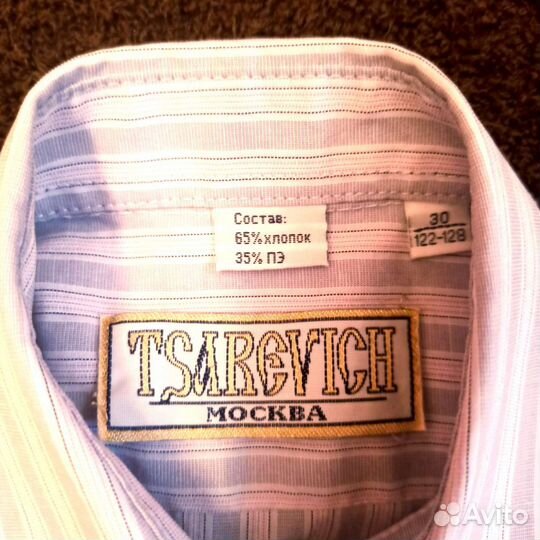 Состав:
65% хлопок
35% ПЭ
30
122-128
TSAREVICH
МОСКВА
Avito